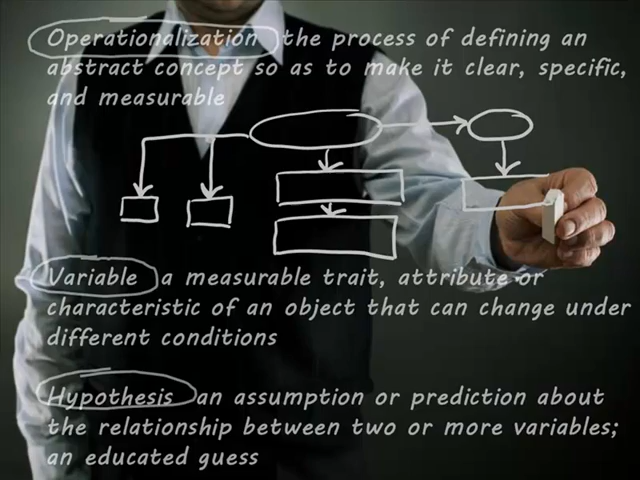 Operationalization the process of defining an
abstract concept so as to make it clear, specific,
and measurable
Variable a measurable trait, attribute or
characteristic of an object that can change under
different conditions
Hypothesis an assumption or prediction about
the relationship between two or more variables;
an educated guess